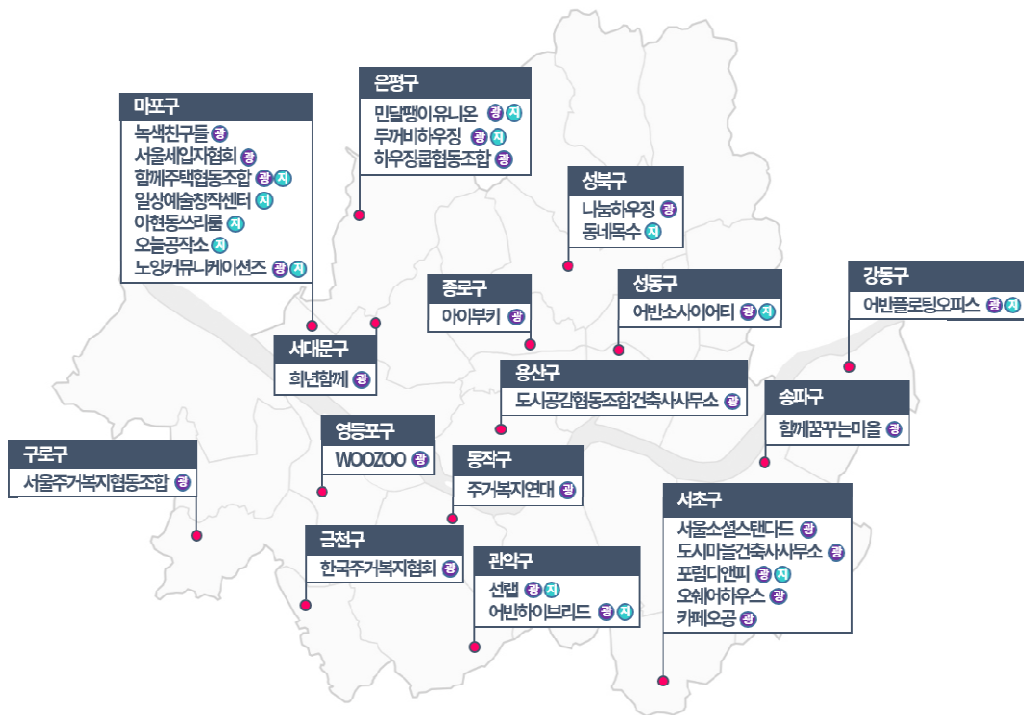 은평구
민달팽이유니온 광 지
두꺼비하우징 광 지
하우징쿱협동조합 광
마포구
녹색친구들 광
서울세입자협회 광
함께주택협동조합 광 지
일상예술창작센터 지
아현동쓰리룸 지
오늘공작소 지
노앙커뮤니케이션즈 광 지
성북구
나눔하우징 광
동네목수 지
종로구
아이부키 광
성동구
어반소사이어티 광 지
강동구
어반플로팅오피스 광 지
서대문구
희년함께 광
용산구
도시공감협동조합건축사사무소 광
송파구
함께꿈꾸는마을 광
영등포구
WOOZOO 광
구로구
서울주거복지협동조합 광
동작구
주거복지연대 광
금천구
한국주거복지협회 광
관악구
선랩 광 지
어반하이브리드 광 지
서초구
서울소셜스탠다드 광
도시마을건축사사무소 광
포럼디앤피 광 지
오쉐어하우스 광
카페오공 광